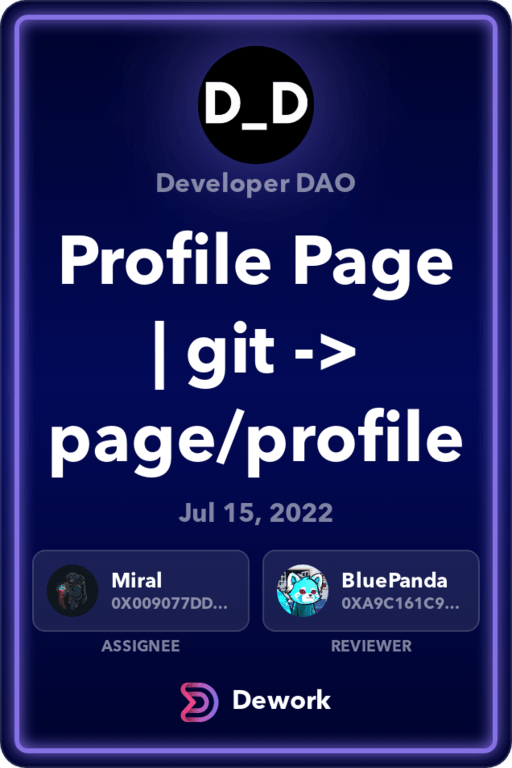 D_D
Developer DAO
Profile Page
| git ->
page/profile
Jul 15, 2022
Miral
0X009077DD...
BluePanda
0XA9C161C9...
ASSIGNEE
REVIEWER
Dework